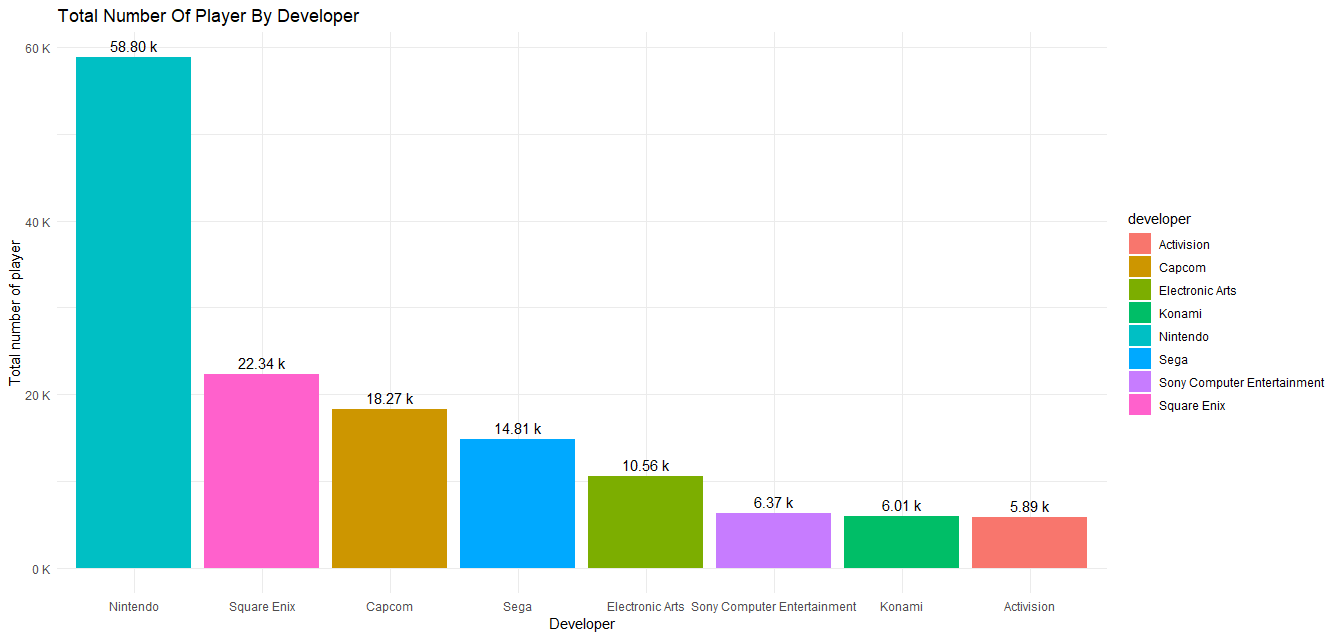 Total Number Of Player By Developer
Total number of player
60 K
40 K
20 K
0 K
58.80 k
22.34 k
18.27 k
14.81 k
10.56 k
6.37 k
6.01 k
5.89 k
Nintendo
Square Enix
Capcom
Sega
Electronic Arts
Sony Computer Entertainment
Konami
Activision
Developer
developer
Activision
Capcom
Electronic Arts
Konami
Nintendo
Sega
Sony Computer Entertainment
Square Enix